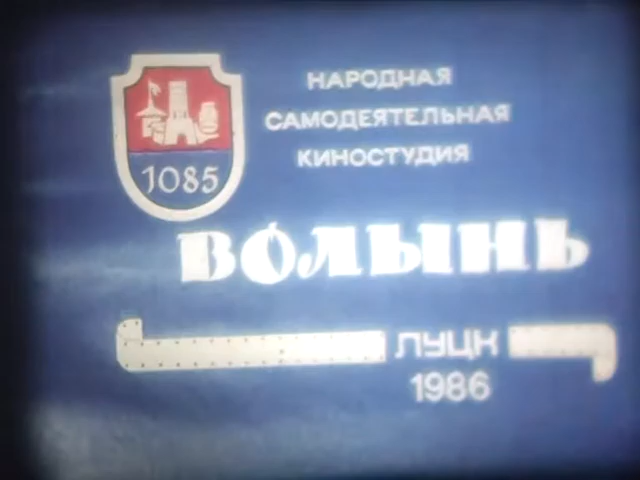 НАРОДНАЯ
САМОДЕЯТЕЛЬНАЯ
КИНОСТУДИЯ
1085
ВОЛЫНЬ
ЛУЦК
1986